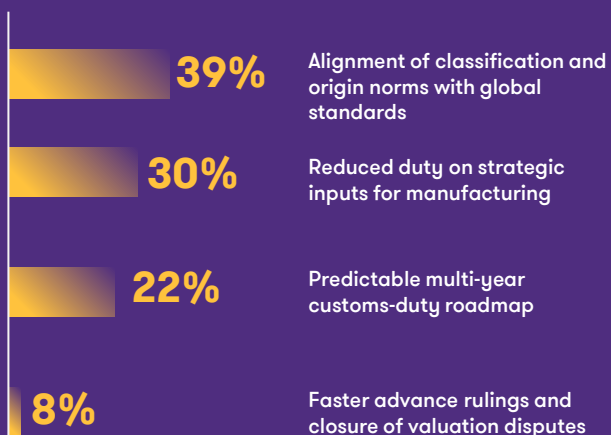 39%
Alignment of classification and
origin norms with global
standards
30%
Reduced duty on strategic
inputs for manufacturing
22%
Predictable multi-year
customs-duty roadmap
8%
Faster advance rulings and
closure of valuation disputes